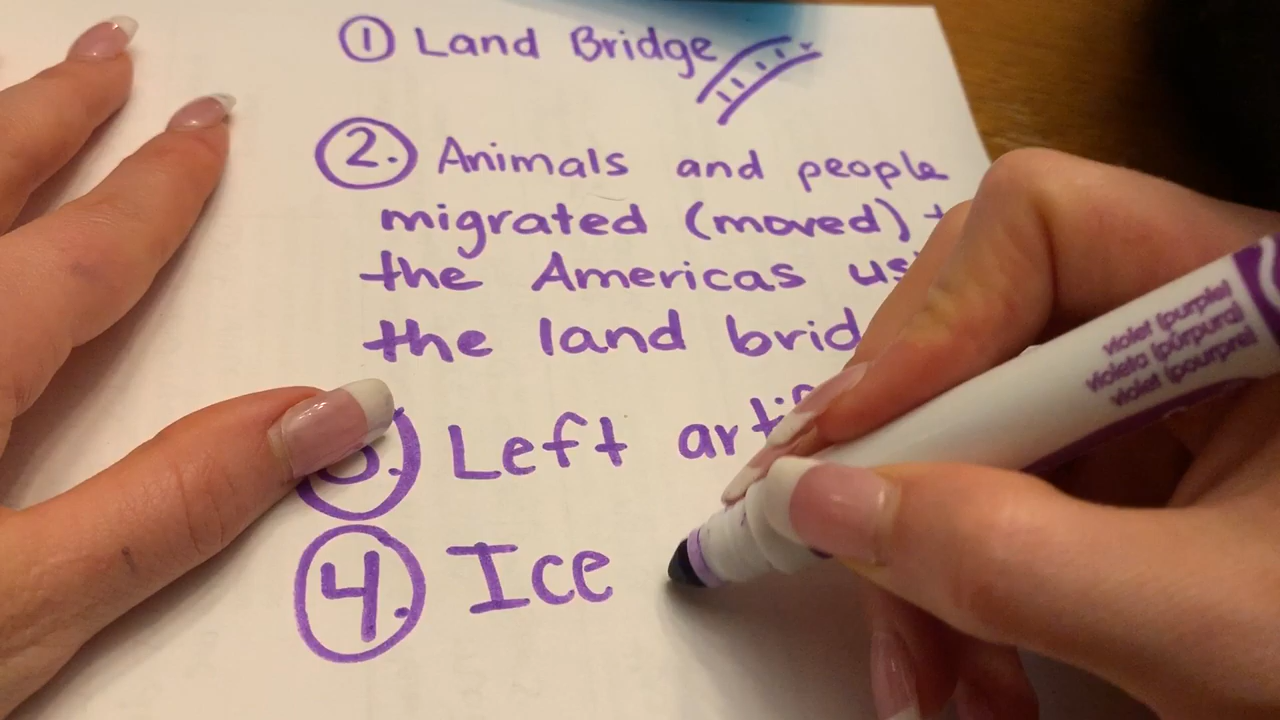 ① Land Bridge
②. Animals and people
migrated (moved)
the Americas
the land
Left
④. Ice
violet (purple)
violeta (púrpura)
violet (pourpre)